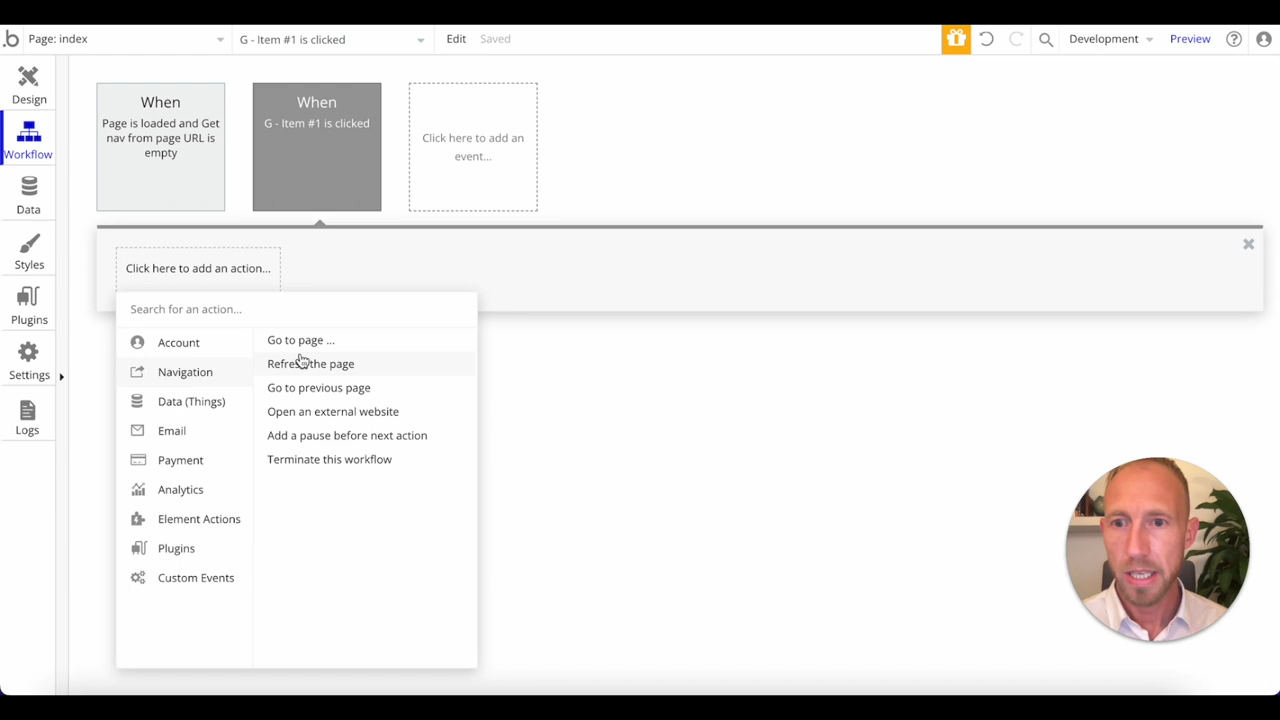 .b Page: index G - Item #1 is clicked Edit Saved Development Preview
Design
Workflow
Data
Styles
Plugins
Settings
Logs
When
Page is loaded and Get
nav from page URL is
empty
When
G - Item #1 is clicked
Click here to add an
event...
Click here to add an action...
Search for an action...
Account
Navigation
Data (Things)
Email
Payment
Analytics
Element Actions
Plugins
Custom Events
Go to page ...
Refresh the page
Go to previous page
Open an external website
Add a pause before next action
Terminate this workflow